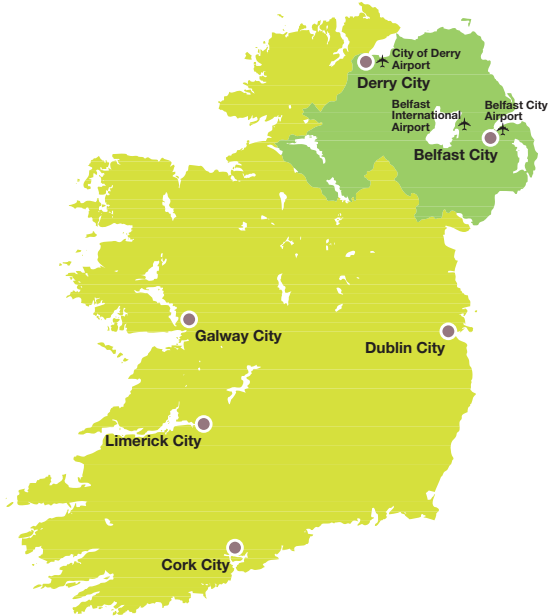 City of Derry
Airport
Derry City
Belfast
International
Airport
Belfast City
Airport
Belfast City
Galway City
Dublin City
Limerick City
Cork City